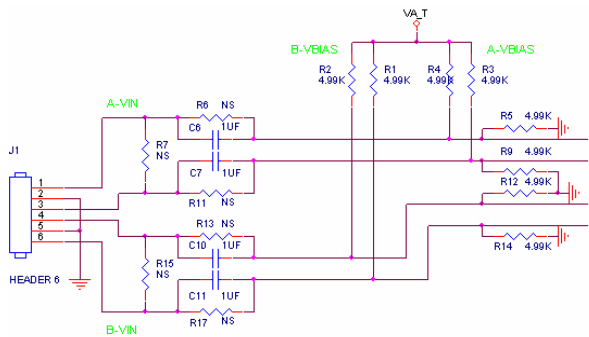 VA_T
B-VBIAS A-VBIAS
R2 R1 R4 R3
4.99K 4.99K 4.99K 4.99K
A-VIN
R6 NS
C6 1UF
R5 4.99K
R7
NS
R9 4.99K
C7 1UF
R12 4.99K
R11 NS
J1
1
2
3
4
5
6
HEADER 6
R13 NS
C10 1UF
R14 4.99K
R15
NS
C11 1UF
R17 NS
B-VIN